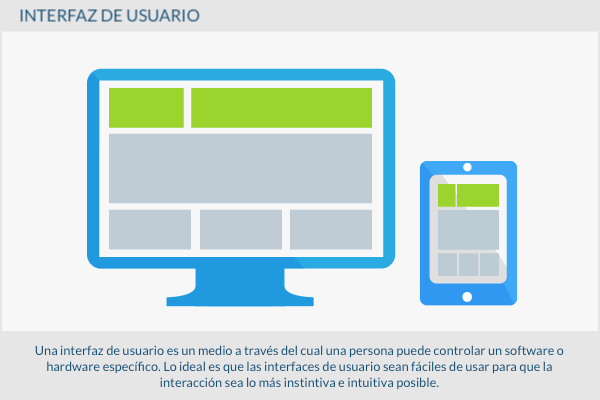 INTERFAZ DE USUARIO
Una interfaz de usuario es un medio a través del cual una persona puede controlar un software o
hardware específico. Lo ideal es que las interfaces de usuario sean fáciles de usar para que la
interacción sea lo más instintiva e intuitiva posible.